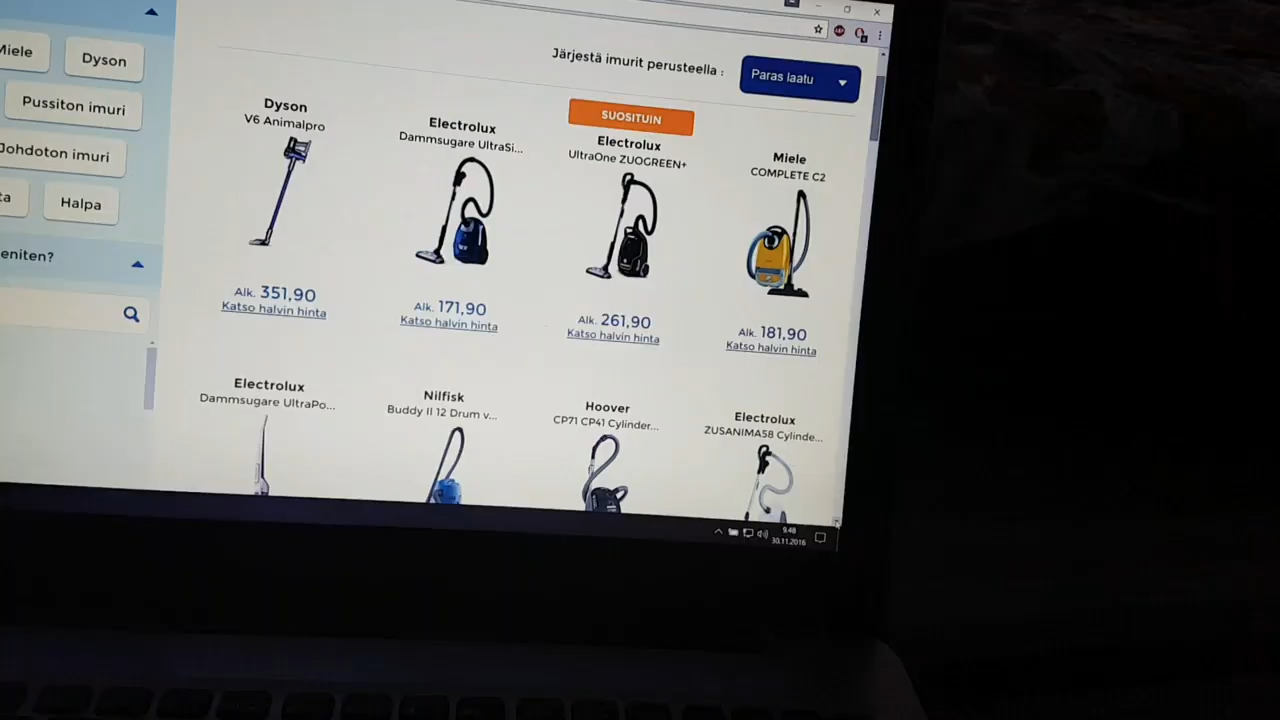 Järjestä imurit perusteella :
Paras laatu
Miele
Dyson
Pussiton imuri
Johdoton imuri
Halpa
Dyson
V6 Animalpro
Alk. 351,90
Katso halvin hinta
Electrolux
Dammsugare UltraSi...
Alk. 171,90
Katso halvin hinta
SUOSITUIN
Electrolux
UltraOne ZUOGREEN+
Alk. 261,90
Katso halvin hinta
Miele
COMPLETE C2
Alk. 181,90
Katso halvin hinta
Electrolux
Dammsugare UltraPo...
Nilfisk
Buddy II 12 Drum v...
Hoover
CP71 CP41 Cylinder...
Electrolux
ZUSANIMA58 Cylinde...
9.48
30.11.2016